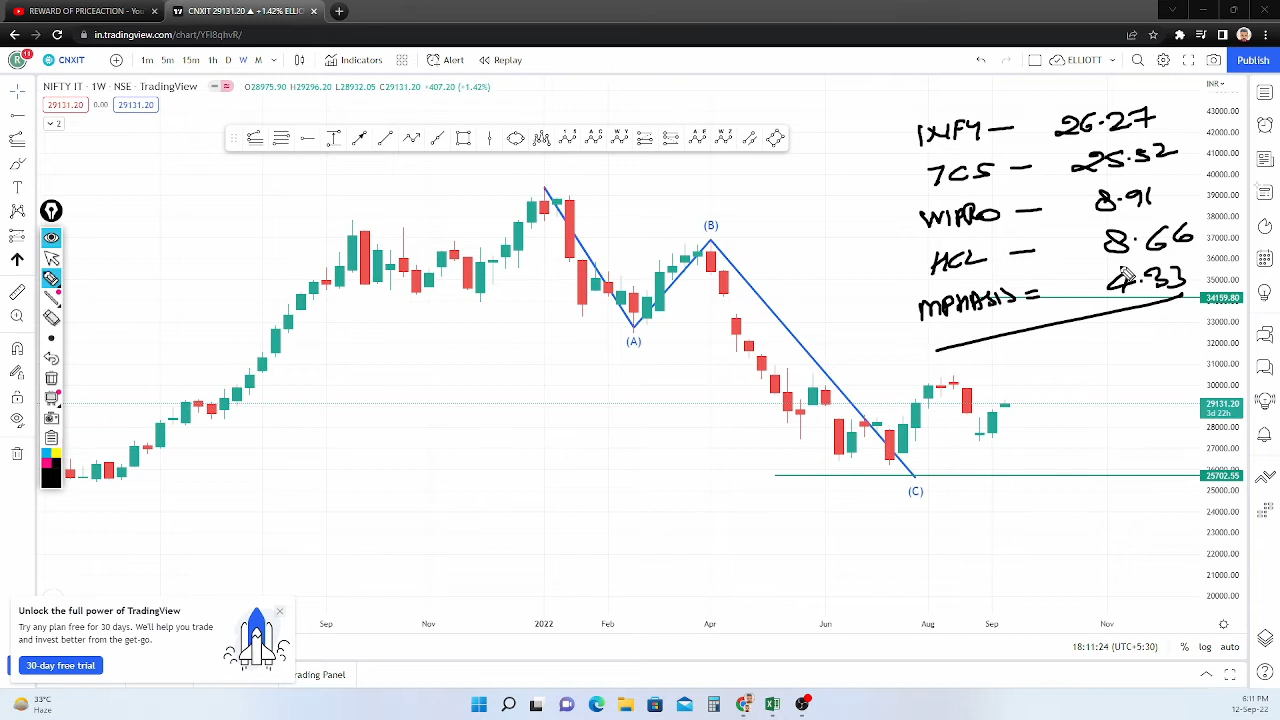 REWARD OF PRICEACTION - You
CNXIT 29131.20 ▲ +1.42% ELLIO
in.tradingview.com/chart/YFl8qhvR/
CNXIT
1m 5m 15m 1h D W M
Indicators
Alert
Replay
ELLIOTT
Publish
NIFTY IT · 1W · NSE · TradingView
O28975.90 H29296.20 L28932.05 C29131.20 +407.20 (+1.42%)
INR
29131.20 0.00 29131.20
2
43000.00
42000.00
41000.00
40000.00
39000.00
38000.00
37000.00
36000.00
35000.00
34159.80
33000.00
32000.00
31000.00
30000.00
29131.20
3d 22h
28000.00
27000.00
26000.00
25702.55
25000.00
24000.00
23000.00
22000.00
21000.00
20000.00
INFY — 26.27
TCS — 25.52
WIPRO — 8.91
HCL — 8.66
MPHASIS = 4.33
(A)
(B)
(C)
Unlock the full power of TradingView
Try any plan free for 30 days. We'll help you trade
and invest better from the get-go.
30-day free trial
Sep Nov 2022 Feb Apr Jun Aug Sep Nov
18:11:24 (UTC+5:30) % log auto
Trading Panel
33°C
Haze
6:11 PM
12-Sep-22